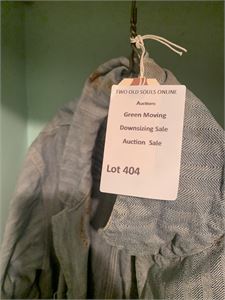 TWO OLD SOULS ONLINE
Auctions
Green Moving
Downsizing Sale
Auction Sale
Lot 404